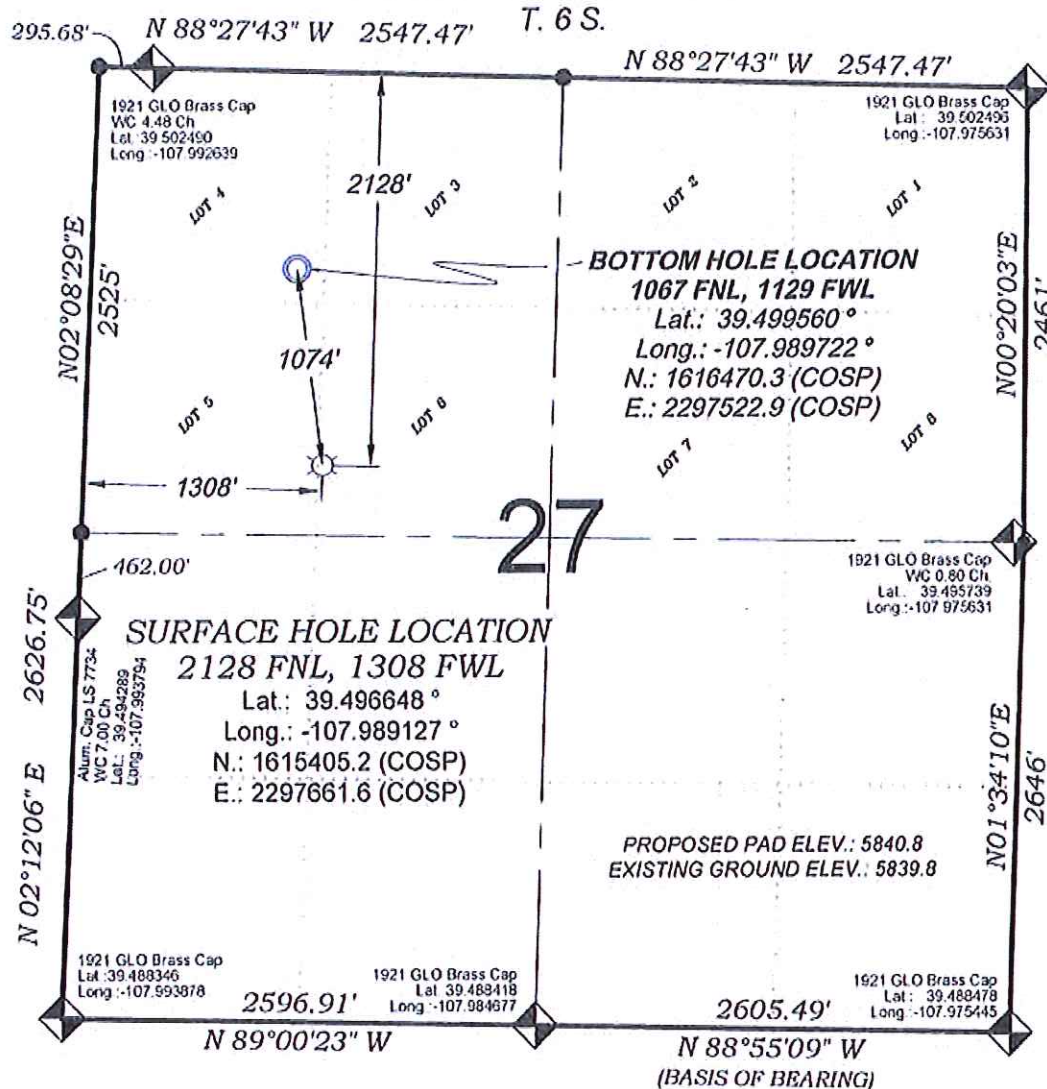 T. 6 S.
295.68'
N 88°27'43" W 2547.47'
N 88°27'43" W 2547.47'
1921 GLO Brass Cap
WC 4.48 Ch
Lat: 39.502490
Long.:-107.992639
1921 GLO Brass Cap
Lat : 39.502496
Long:-107.975631
2128'
LOT 4
LOT 3
LOT 2
LOT 1
N02°08'29"E
2525'
BOTTOM HOLE LOCATION
1067 FNL, 1129 FWL
Lat.: 39.499560 °
Long.: -107.989722 °
N.: 1616470.3 (COSP)
E.: 2297522.9 (COSP)
N00°20'03"E
2461'
1074'
LOT 5
LOT 6
LOT 7
LOT 8
1308'
27
462.00'
1921 GLO Brass Cap
WC 0.80 Ch.
Lat.: 39.495739
Long.:-107.975631
SURFACE HOLE LOCATION
2128 FNL, 1308 FWL
Lat.: 39.496648 °
Long.: -107.989127 °
N.: 1615405.2 (COSP)
E.: 2297661.6 (COSP)
N 02°12'06" E 2626.75'
Alum. Cap LS 7734
WC 7.00 Ch
Lat.: 39.494289
Long.:-107.993794
PROPOSED PAD ELEV.: 5840.8
EXISTING GROUND ELEV.: 5839.8
N01°34'10"E
2646'
1921 GLO Brass Cap
Lat :39.488346
Long.:-107.993878
1921 GLO Brass Cap
Lat 39.488418
Long.:-107.984677
1921 GLO Brass Cap
Lat : 39.488478
Long.:-107.975445
2596.91'
N 89°00'23" W
2605.49'
N 88°55'09" W
(BASIS OF BEARING)